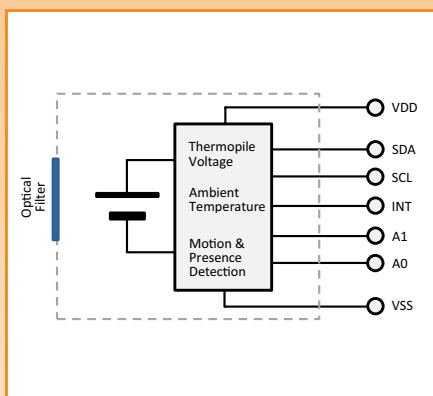 Optical
Filter
Thermopile
Voltage
Ambient
Temperature
Motion &
Presence
Detection
VDD
SDA
SCL
INT
A1
A0
VSS